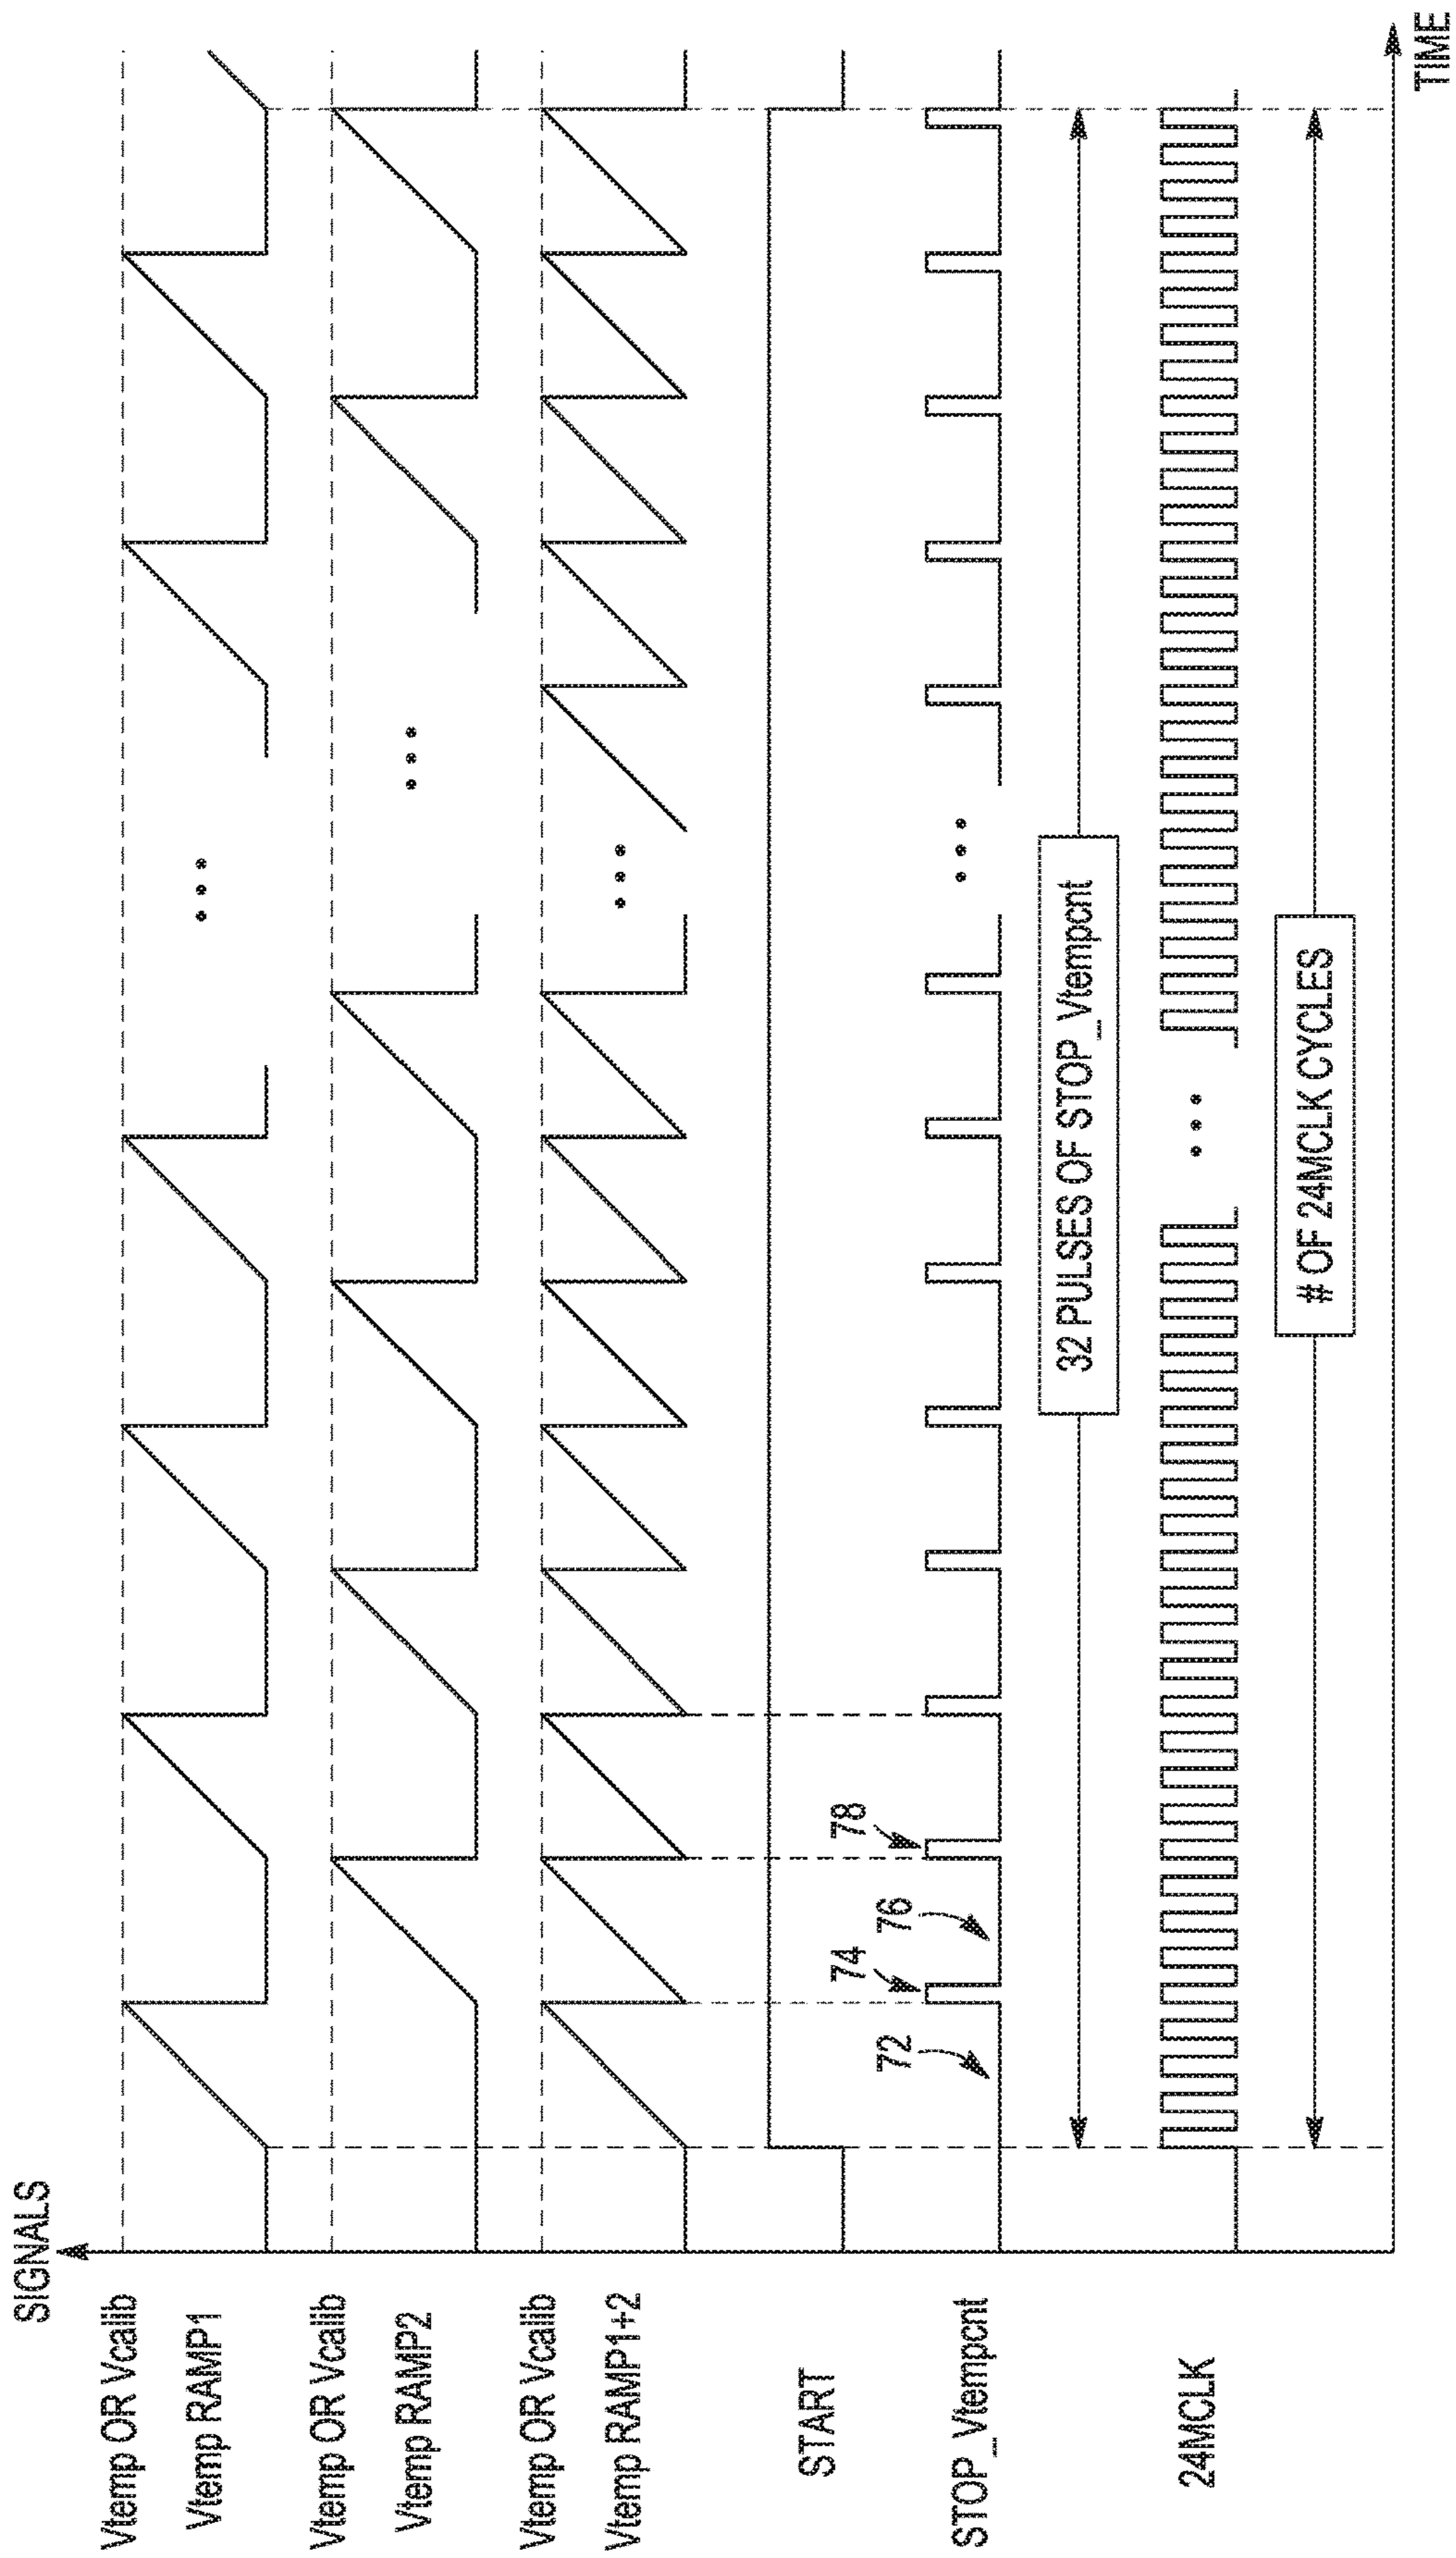 SIGNALS
Vtemp OR Vcalib
Vtemp RAMP1
Vtemp OR Vcalib
Vtemp RAMP2
Vtemp OR Vcalib
Vtemp RAMP1+2
START
72
74
76
78
STOP_Vtempcnt
32 PULSES OF STOP_Vtempcnt
24MCLK
# OF 24MCLK CYCLES
TIME